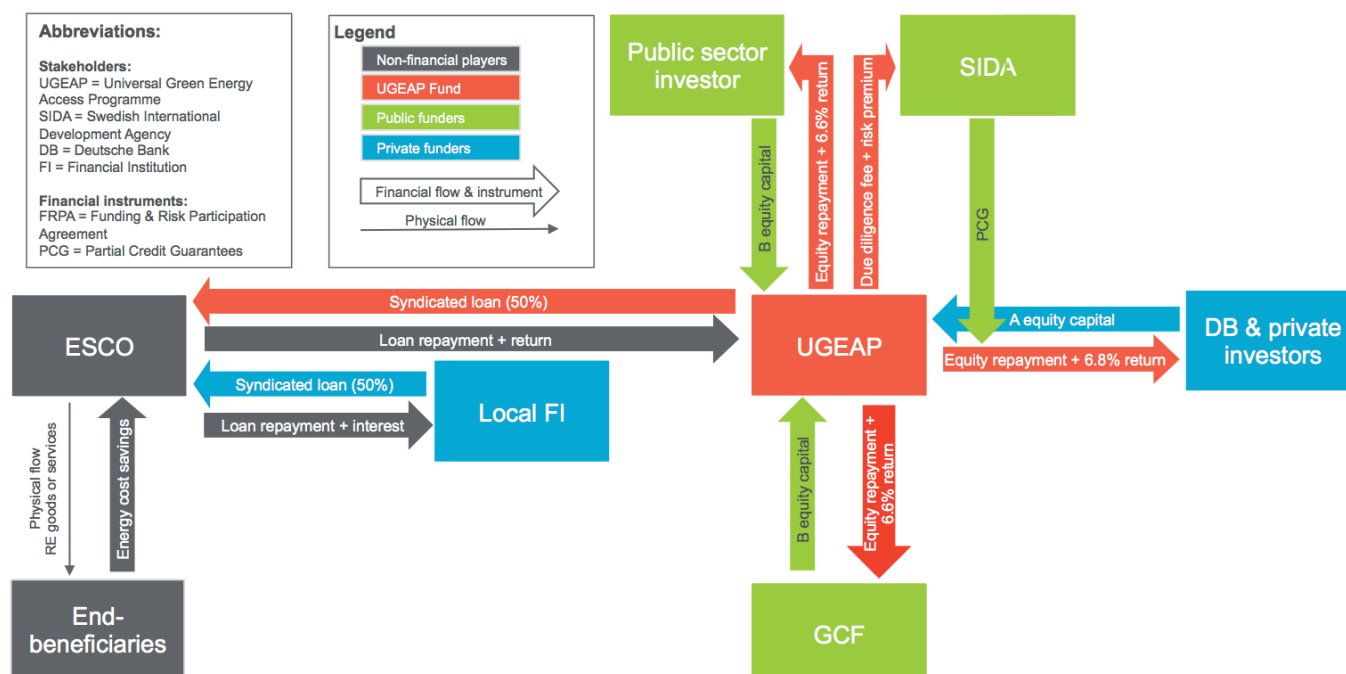 Abbreviations:
Stakeholders:
UGEAP = Universal Green Energy
Access Programme
SIDA = Swedish International
Development Agency
DB = Deutsche Bank
FI = Financial Institution
Financial instruments:
FRPA = Funding & Risk Participation
Agreement
PCG = Partial Credit Guarantees
Legend
Non-financial players
UGEAP Fund
Public funders
Private funders
Financial flow & instrument
Physical flow
Public sector
investor
SIDA
B equity capital
Equity repayment + 6.6% return
Due diligence fee + risk premium
PCG
ESCO
Syndicated loan (50%)
Loan repayment + return
Syndicated loan (50%)
Loan repayment + interest
Local FI
UGEAP
A equity capital
Equity repayment + 6.8% return
DB & private
investors
Physical flow
RE goods or services
Energy cost savings
B equity capital
Equity repayment +
6.6% return
End-
beneficiaries
GCF